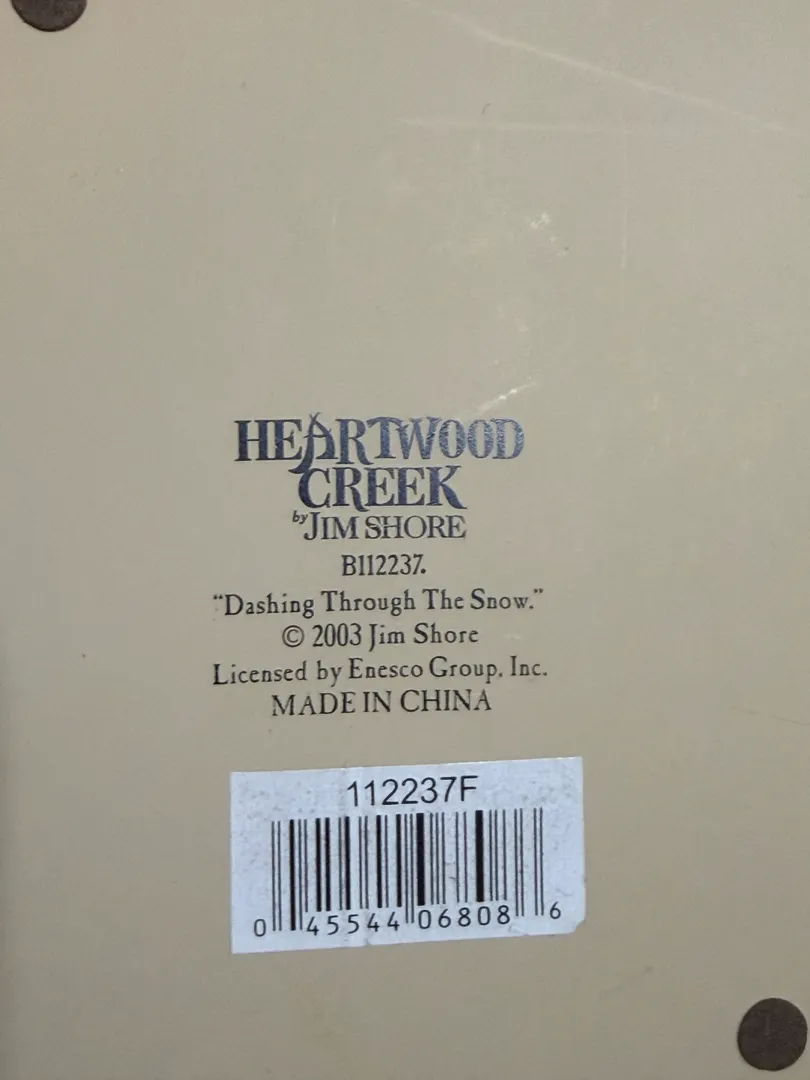 HEARTWOOD
CREEK
by JIM SHORE
B112237.
“Dashing Through The Snow.”
© 2003 Jim Shore
Licensed by Enesco Group, Inc.
MADE IN CHINA
112237F
0 45544 06808 6